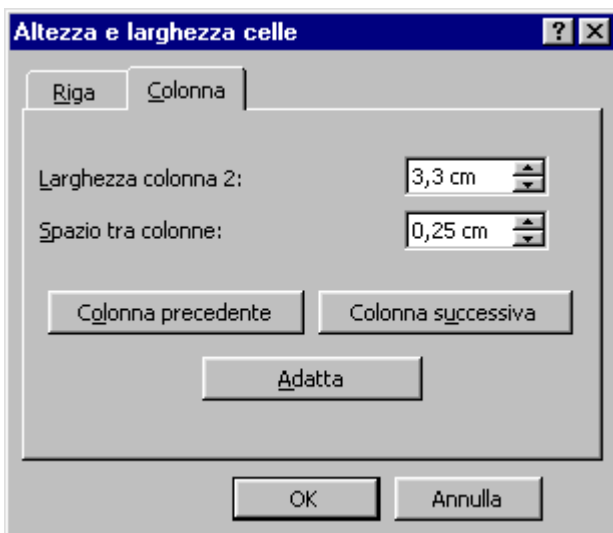 Altezza e larghezza celle
Riga Colonna
Larghezza colonna 2: 3,3 cm
Spazio tra colonne: 0,25 cm
Colonna precedente Colonna successiva
Adatta
OK Annulla